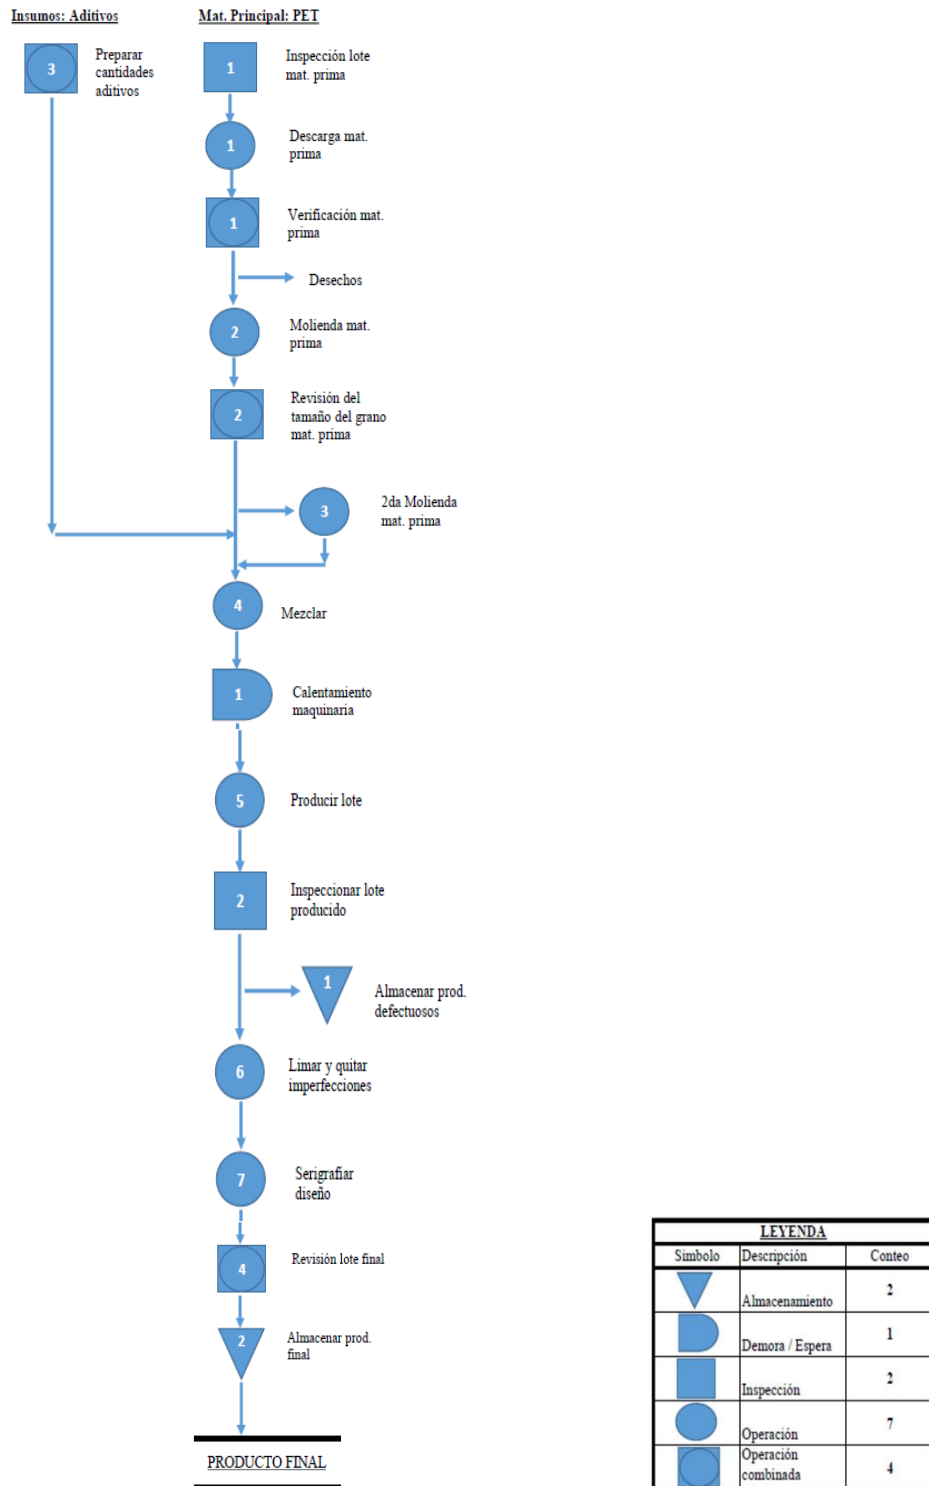 Insumos: Aditivos
Mat. Principal: PET
3
Preparar
cantidades
aditivos
1
Inspección lote
mat. prima
1
Descarga mat.
prima
1
Verificación mat.
prima
Desechos
2
Molienda mat.
prima
2
Revisión del
tamaño del grano
mat. prima
3
2da Molienda
mat. prima
4
Mezclar
1
Calentamiento
maquinaria
5
Producir lote
2
Inspeccionar lote
producido
1
Almacenar prod.
defectuosos
6
Limar y quitar
imperfecciones
7
Serigrafiar
diseño
4
Revisión lote final
2
Almacenar prod.
final
PRODUCTO FINAL
LEYENDA
Simbolo Descripción Conteo
Almacenamiento 2
Demora / Espera 1
Inspección 2
Operación 7
Operación
combinada 4